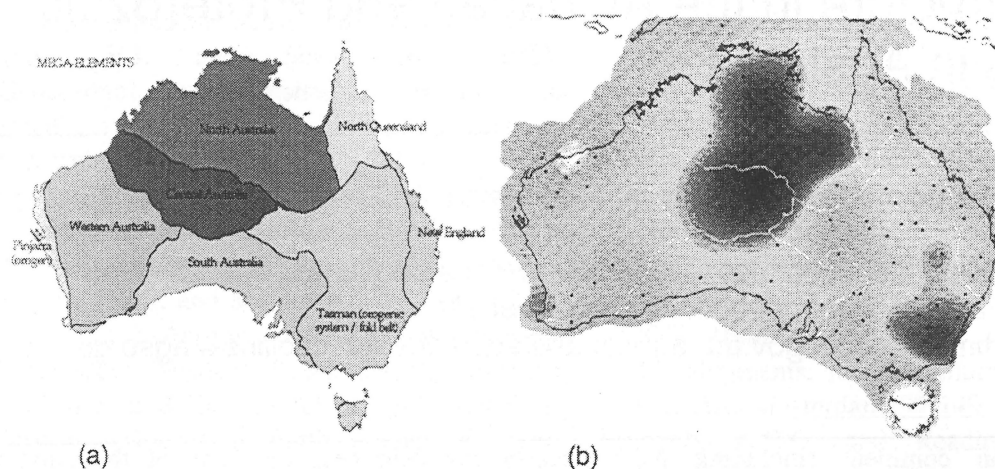 MEGA-ELEMENTS
North Australia
North Queensland
Central Australia
Western Australia
Pinjarra
(orogen)
South Australia
New England
Tasman (orogenic
system / fold belt)
(a)
(b)